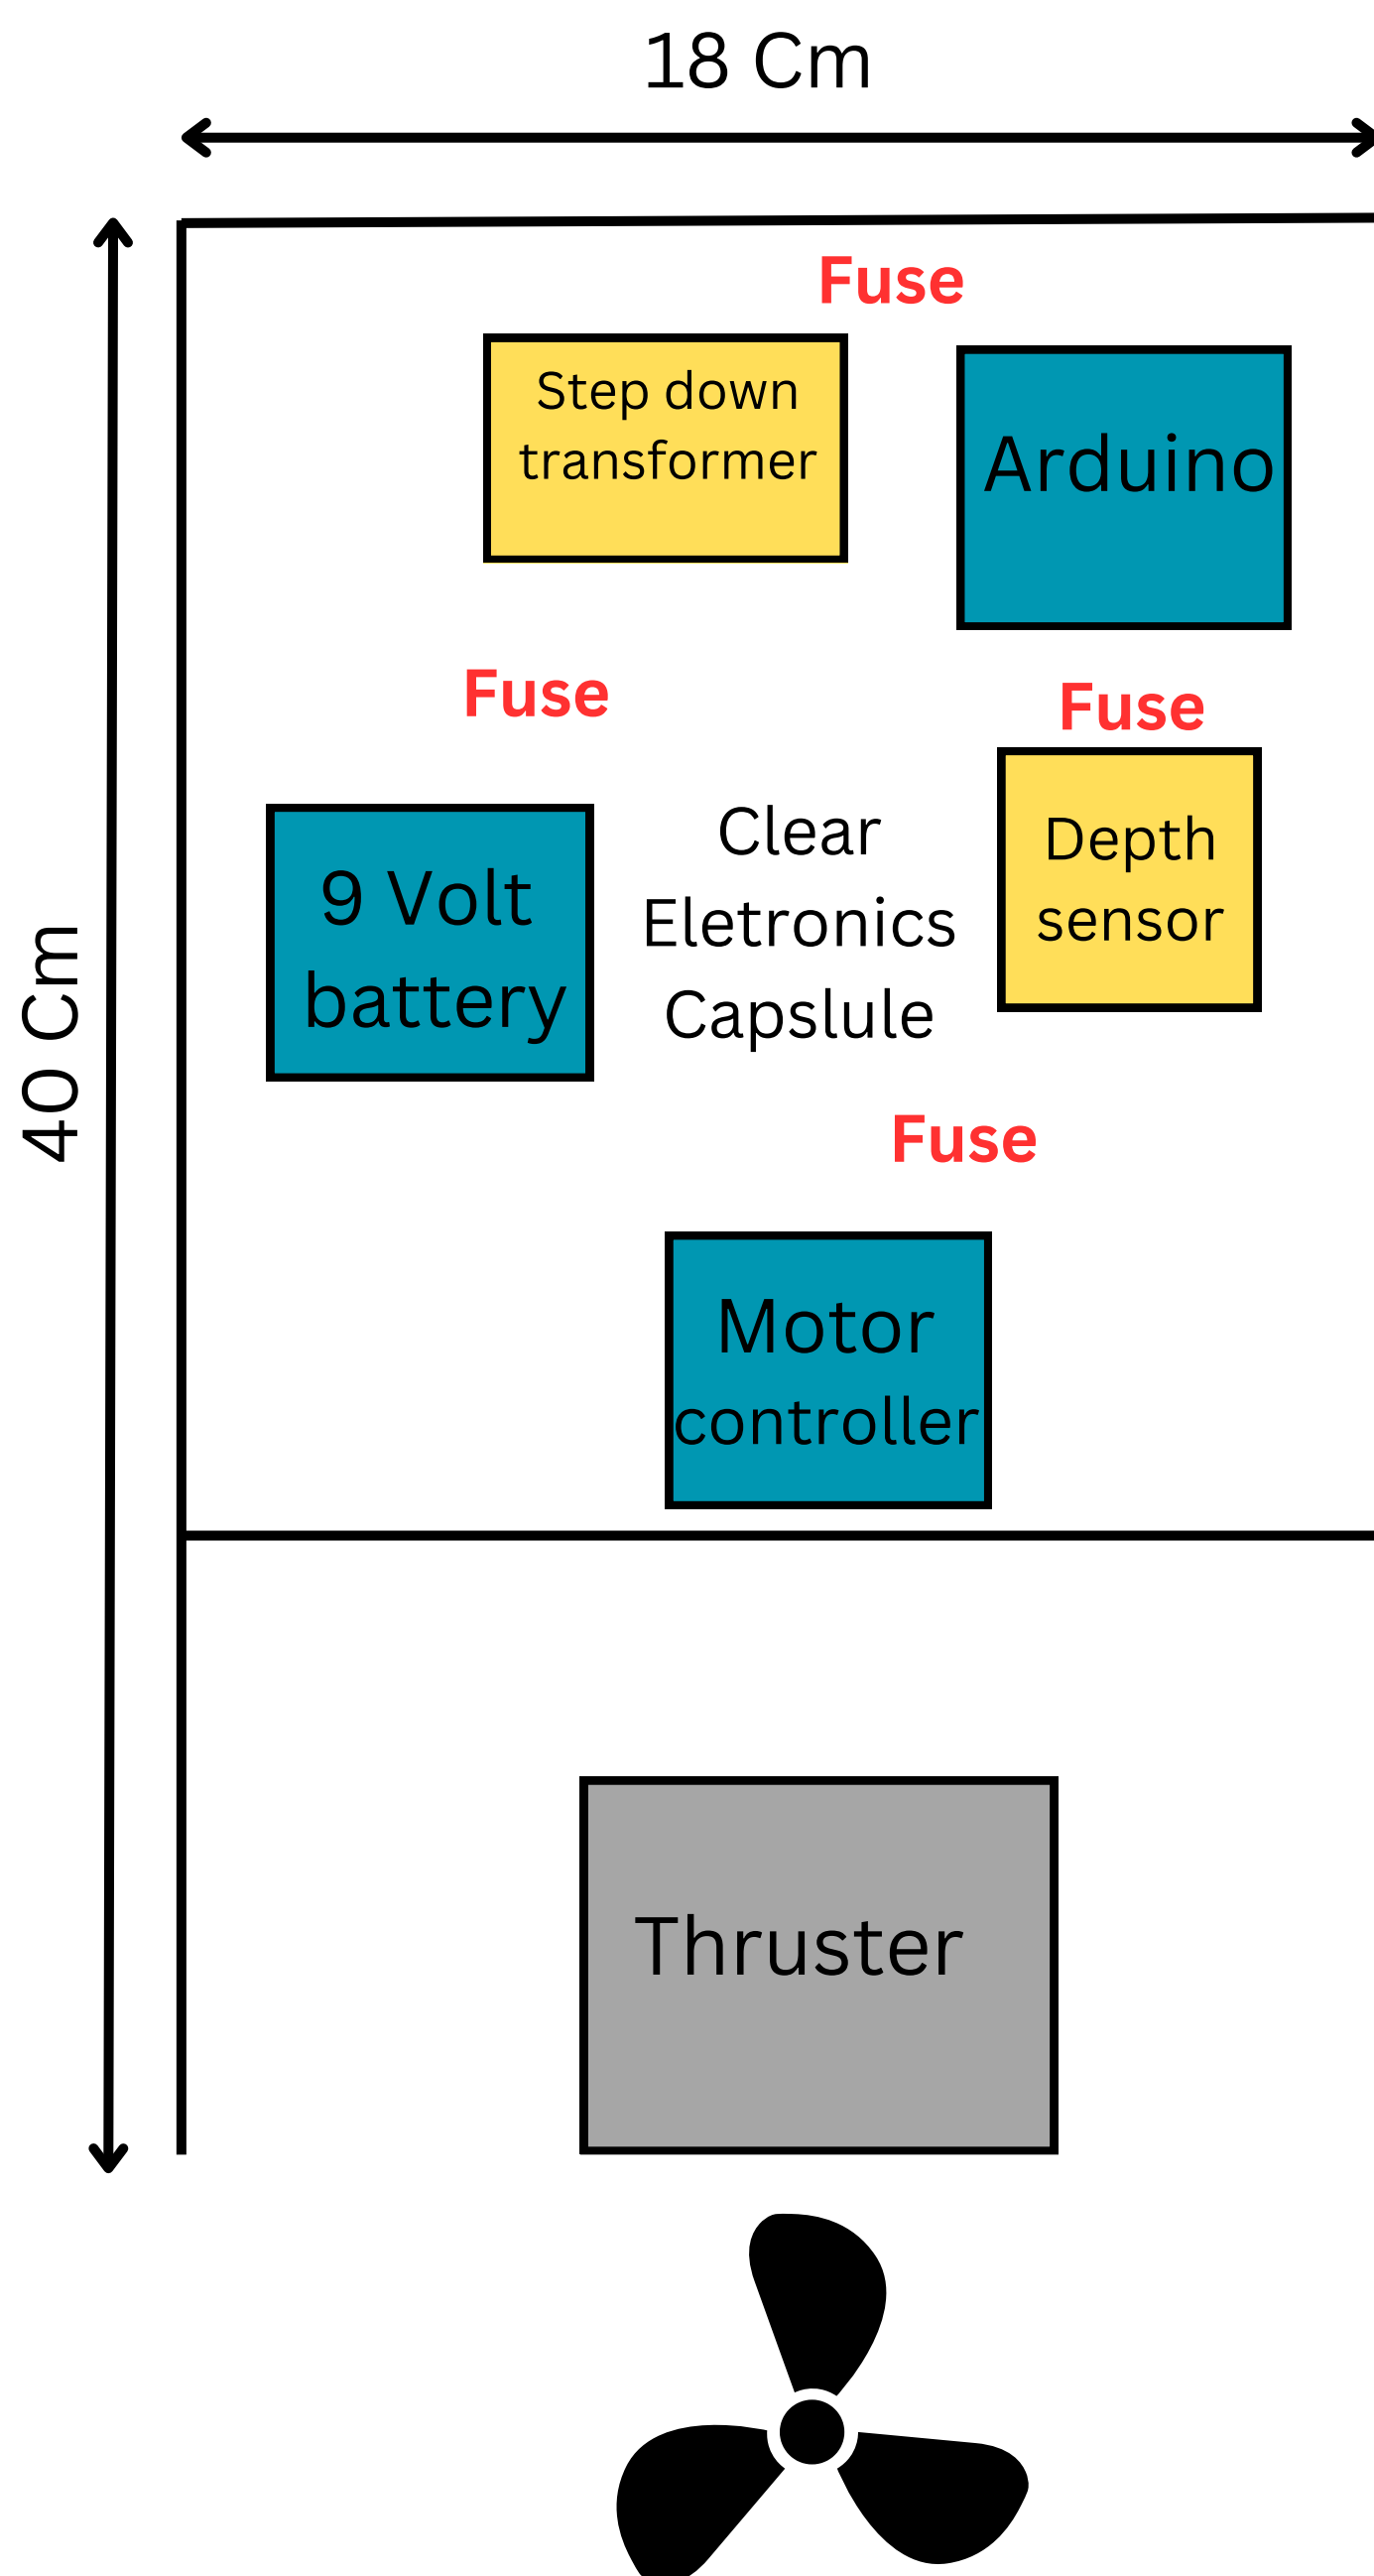 18 Cm
Fuse
Step down
transformer
Arduino
Fuse
Fuse
9 Volt
battery
Clear
Eletronics
Capslule
Depth
sensor
40 Cm
Fuse
Motor
controller
Thruster